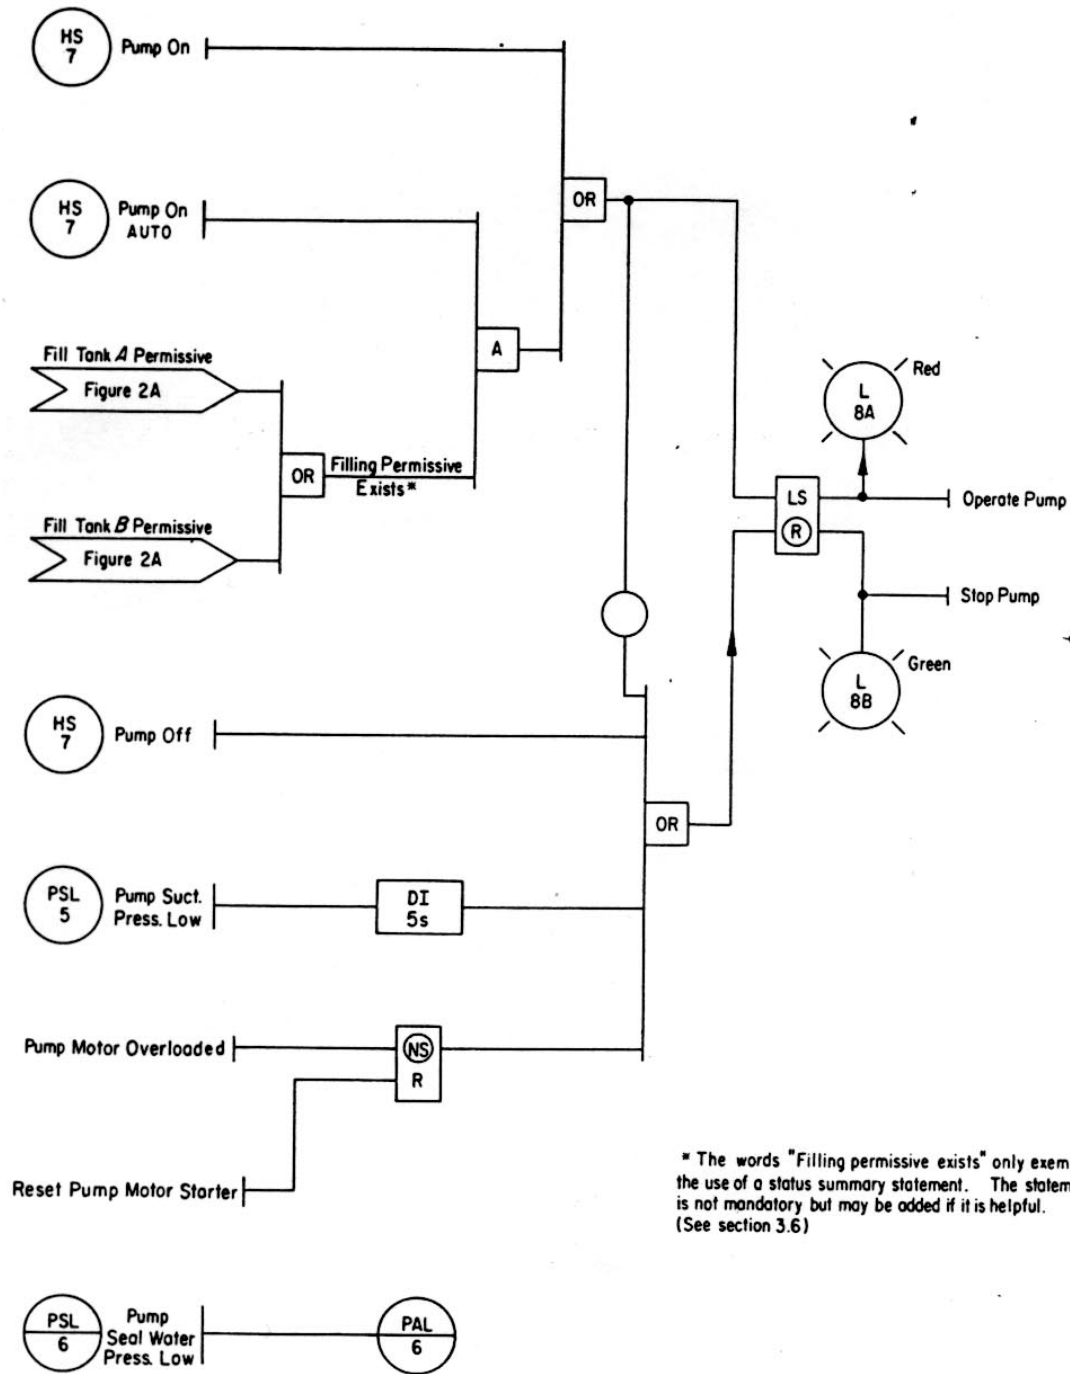 HS
7
Pump On
HS
7
Pump On
AUTO
OR
Fill Tank A Permissive
Figure 2A
A
Red
L
8A
OR
Filling Permissive
Exists*
LS
R
Operate Pump
Fill Tank B Permissive
Figure 2A
Stop Pump
Green
L
8B
HS
7
Pump Off
OR
PSL
5
Pump Suct.
Press. Low
DI
5s
Pump Motor Overloaded
NS
R
Reset Pump Motor Starter
* The words "Filling permissive exists" only exem
the use of a status summary statement. The statem
is not mandatory but may be added if it is helpful.
(See section 3.6)
PSL
6
Pump
Seal Water
Press. Low
PAL
6